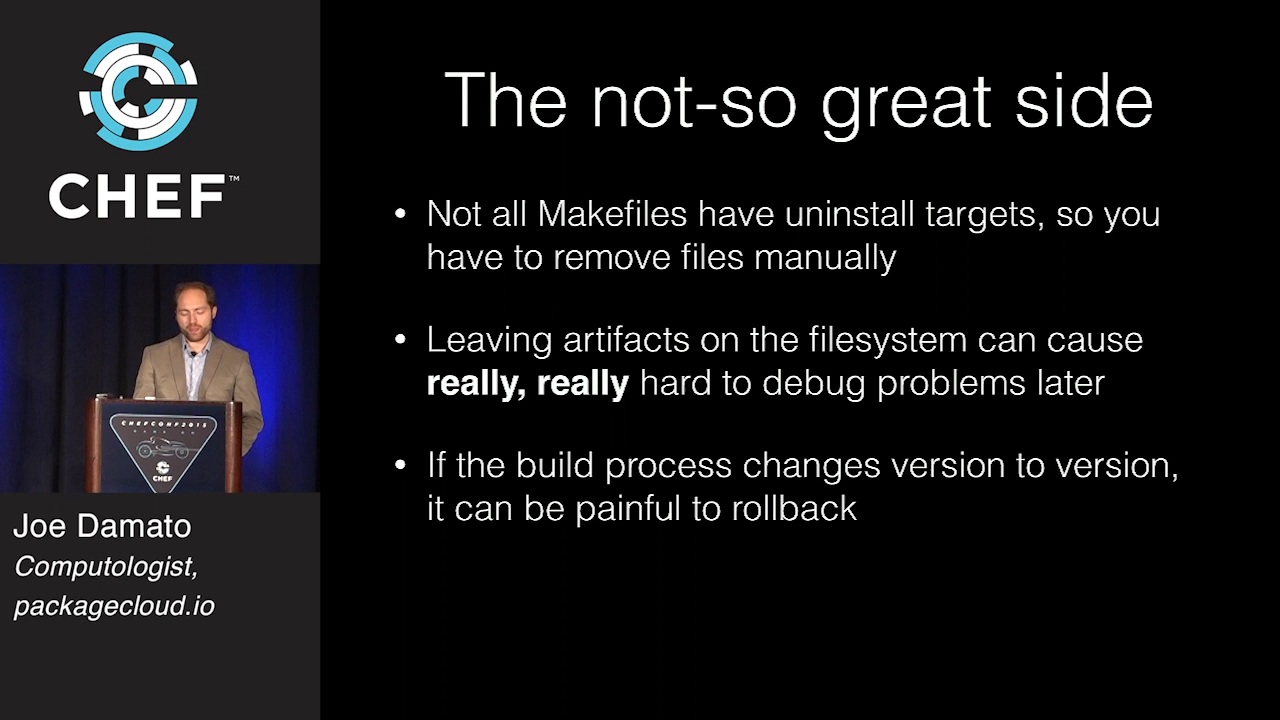 CHEF™
CHEFCONF2015
CHEF
Joe Damato
Computologist,
packagecloud.io
The not-so great side
• Not all Makefiles have uninstall targets, so you
have to remove files manually
• Leaving artifacts on the filesystem can cause
really, really hard to debug problems later
• If the build process changes version to version,
it can be painful to rollback